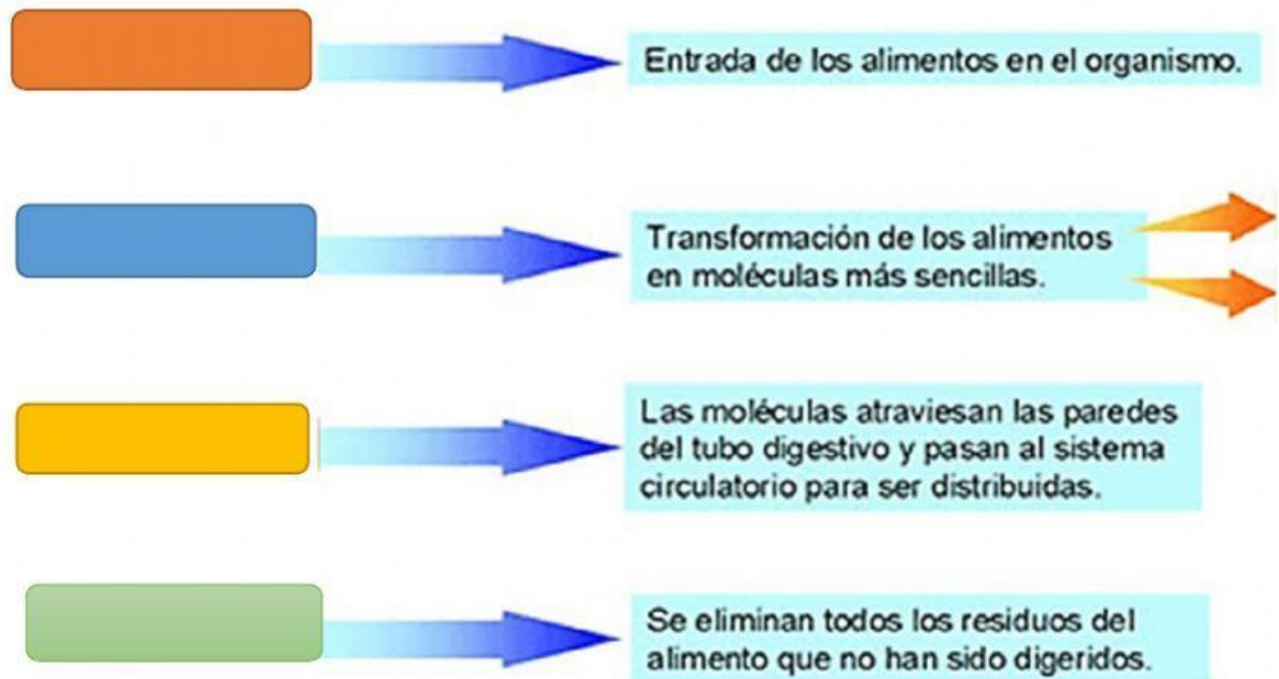 Entrada de los alimentos en el organismo.
Transformación de los alimentos
en moléculas más sencillas.
Las moléculas atraviesan las paredes
del tubo digestivo y pasan al sistema
circulatorio para ser distribuidas.
Se eliminan todos los residuos del
alimento que no han sido digeridos.